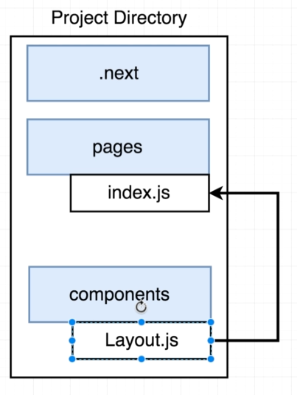 Project Directory
.next
pages
index.js
components
Layout.js